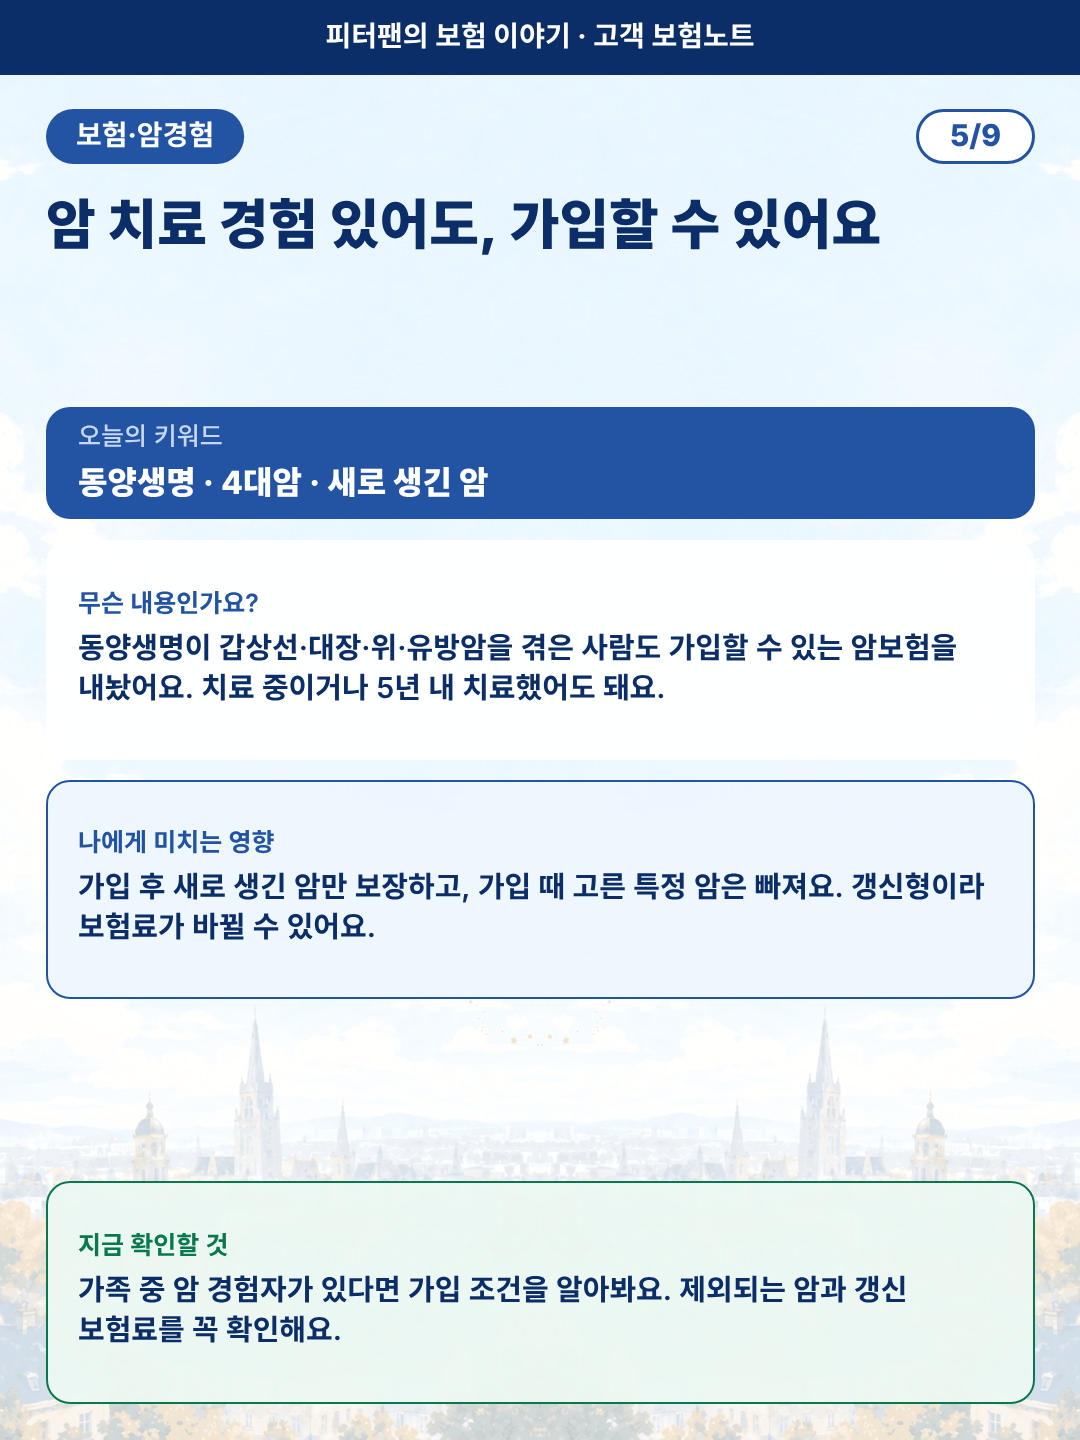 피터팬의 보험 이야기 · 고객 보험노트
보험·암경험
5/9
암 치료 경험 있어도, 가입할 수 있어요
오늘의 키워드
동양생명 · 4대암 · 새로 생긴 암
무슨 내용인가요?
동양생명이 갑상선·대장·위·유방암을 겪은 사람도 가입할 수 있는 암보험을
내놨어요. 치료 중이거나 5년 내 치료했어도 돼요.
나에게 미치는 영향
가입 후 새로 생긴 암만 보장하고, 가입 때 고른 특정 암은 빠져요. 갱신형이라
보험료가 바뀔 수 있어요.
지금 확인할 것
가족 중 암 경험자가 있다면 가입 조건을 알아봐요. 제외되는 암과 갱신
보험료를 꼭 확인해요.